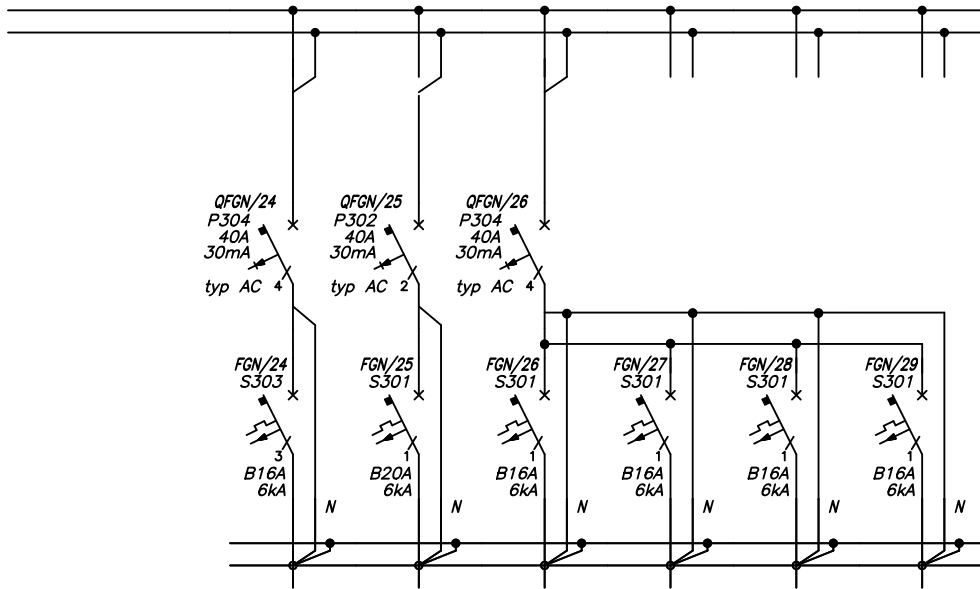 QFGN/24
P304
40A
30mA
typ AC 4
QFGN/25
P302
40A
30mA
typ AC 2
QFGN/26
P304
40A
30mA
typ AC 4
FGN/24
S303
3
B16A
6kA
N
FGN/25
S301
1
B20A
6kA
N
FGN/26
S301
1
B16A
6kA
N
FGN/27
S301
1
B16A
6kA
N
FGN/28
S301
1
B16A
6kA
N
FGN/29
S301
1
B16A
6kA
N